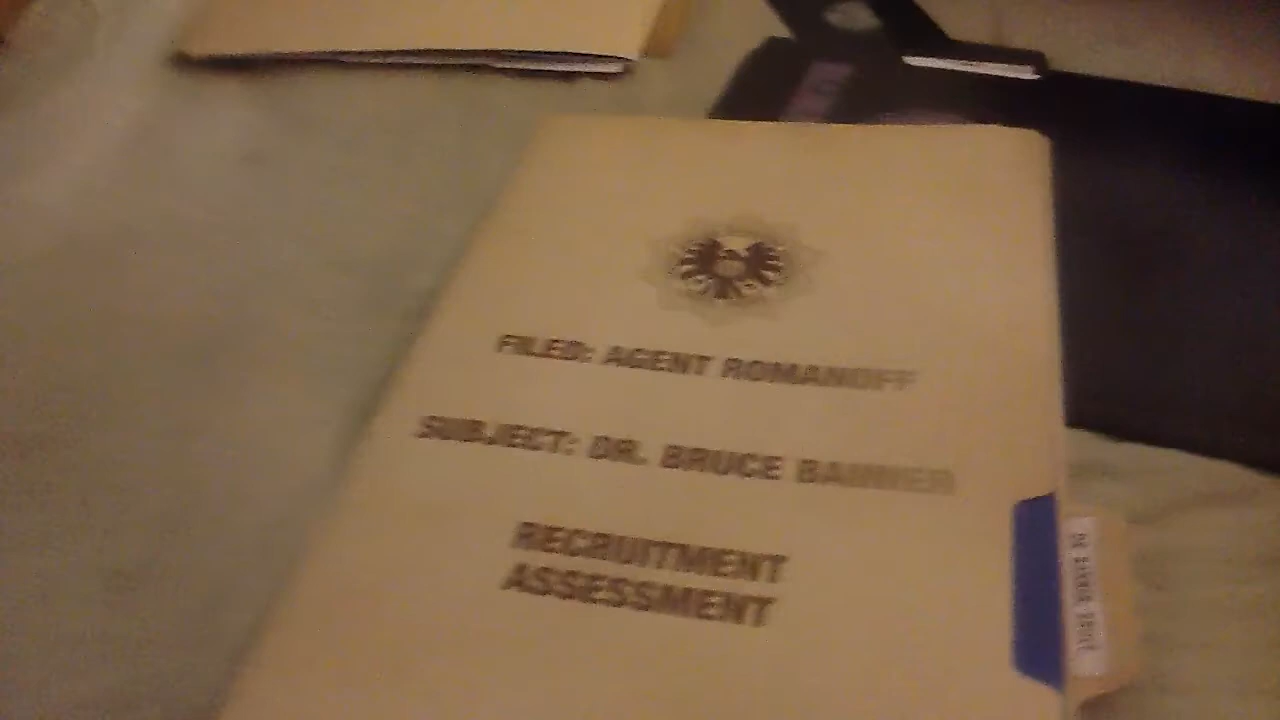 FILED: AGENT ROMANOFF
SUBJECT: DR. BRUCE BANNER
RECRUITMENT
ASSESSMENT